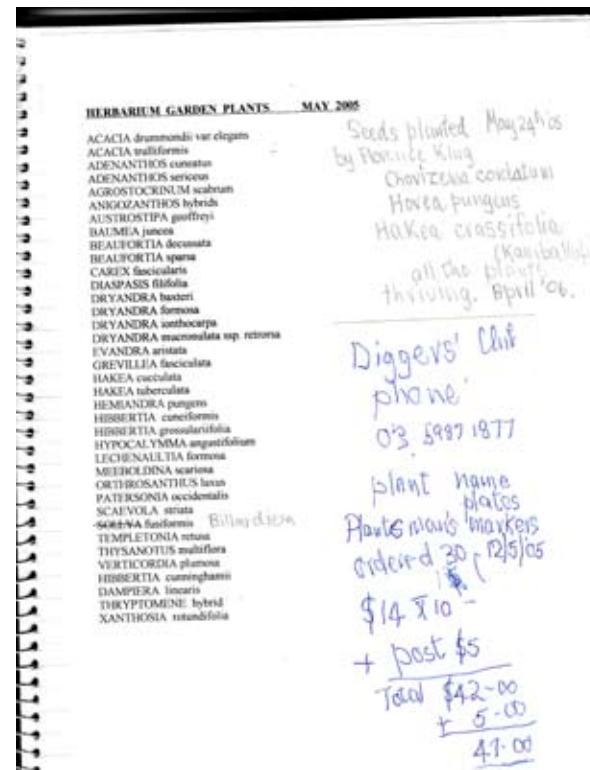 HERBARIUM GARDEN PLANTS MAY 2005
ACACIA drummondii var elegans
ACACIA trulliformis
ADENANTHOS cuneatus
ADENANTHOS sericeus
AGROSTOCRINUM scabrum
ANIGOZANTHOS hybrids
AUSTROSTIPA geoffreyi
BAUMEA juncea
BEAUFORTIA decussata
BEAUFORTIA sparsa
CAREX fascicularis
DIASPASIS filifolia
DRYANDRA baxteri
DRYANDRA formosa
DRYANDRA ionthocarpa
DRYANDRA mucronulata ssp. retrorsa
EVANDRA aristata
GREVILLEA fasciculata
HAKEA cucculata
HAKEA tuberculata
HEMIANDRA pungens
HIBBERTIA cuneiformis
HIBBERTIA grossulariifolia
HYPOCALYMMA angustifolium
LECHENAULTIA formosa
MEEBOLDINA scariosa
ORTHROSANTHUS laxus
PATERSONIA occidentalis
SCAEVOLA striata
SOLLYA fusiformis Billardiera
TEMPLETONIA retusa
THYSANOTUS multiflora
VERTICORDIA plumosa
HIBBERTIA cunninghamii
DAMPIERA linearis
THRYPTOMENE hybrid
XANTHOSIA rotundifolia
Seeds planted May 24th 05
by Florence King
Chorizema cordatum
Hovea pungens
Hakea crassifolia
all the plants
thriving. April '06.
Diggers' Club
phone
03 5987 1877
plant name
plates
Plantsman's markers
ordered 30 12/5/05
$14 x 10 -
+ post $5
Total $42-00
+ 5-00
47-00